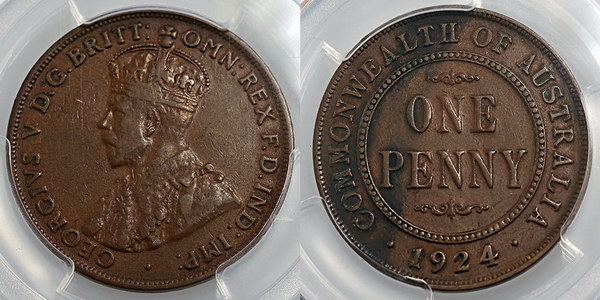 GEORGIVS V D.G.BRITT: OMN: REX F.D.IND: IMP:
COMMONWEALTH OF AUSTRALIA
ONE
PENNY
· 1924 ·